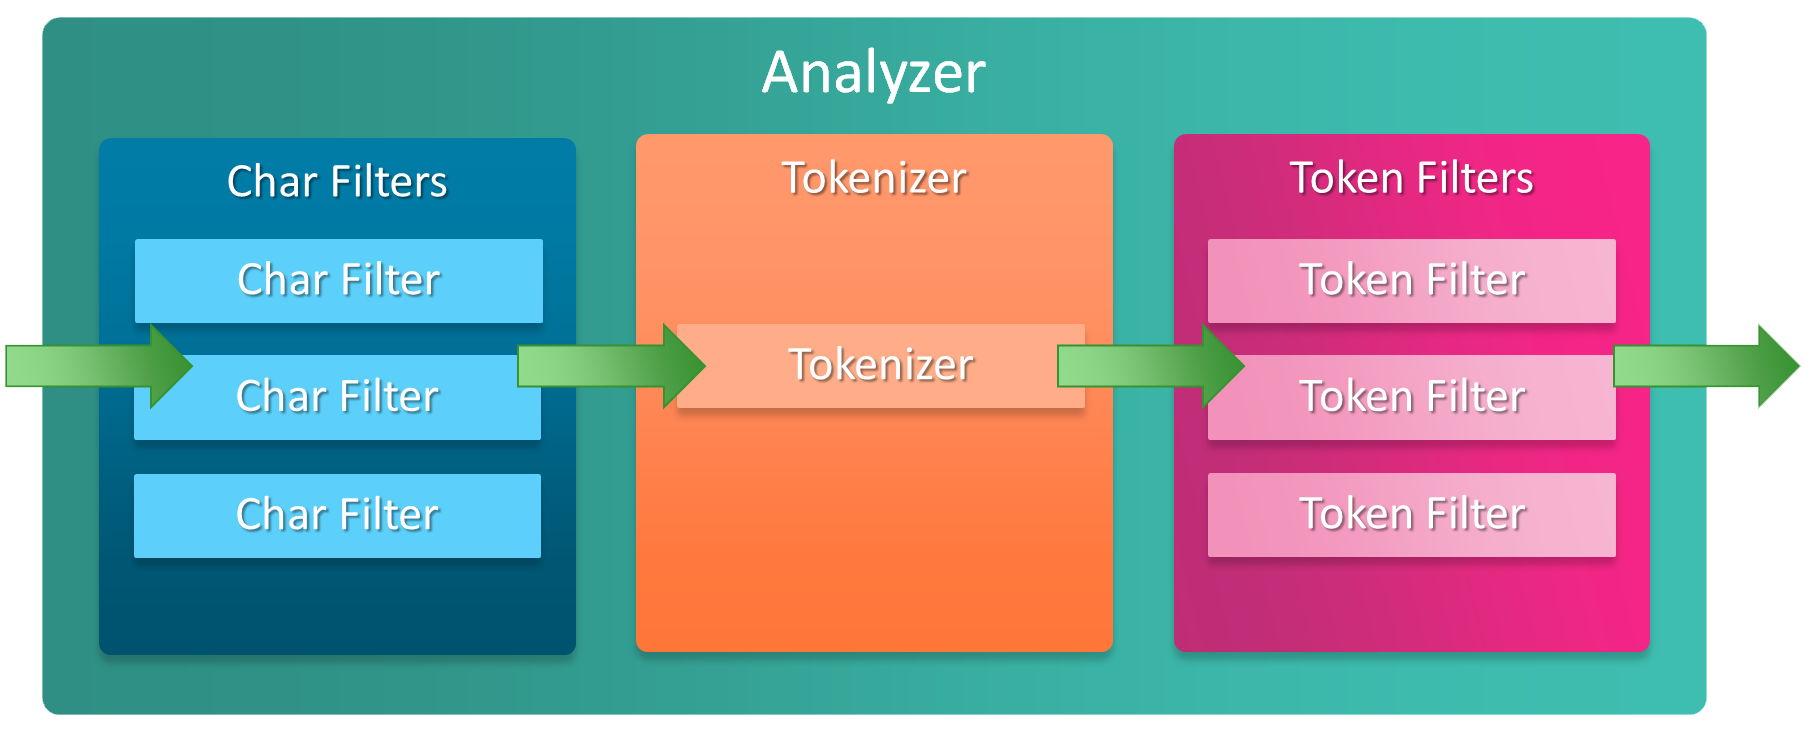 Analyzer
Char Filters
Char Filter
Char Filter
Char Filter
Tokenizer
Tokenizer
Token Filters
Token Filter
Token Filter
Token Filter